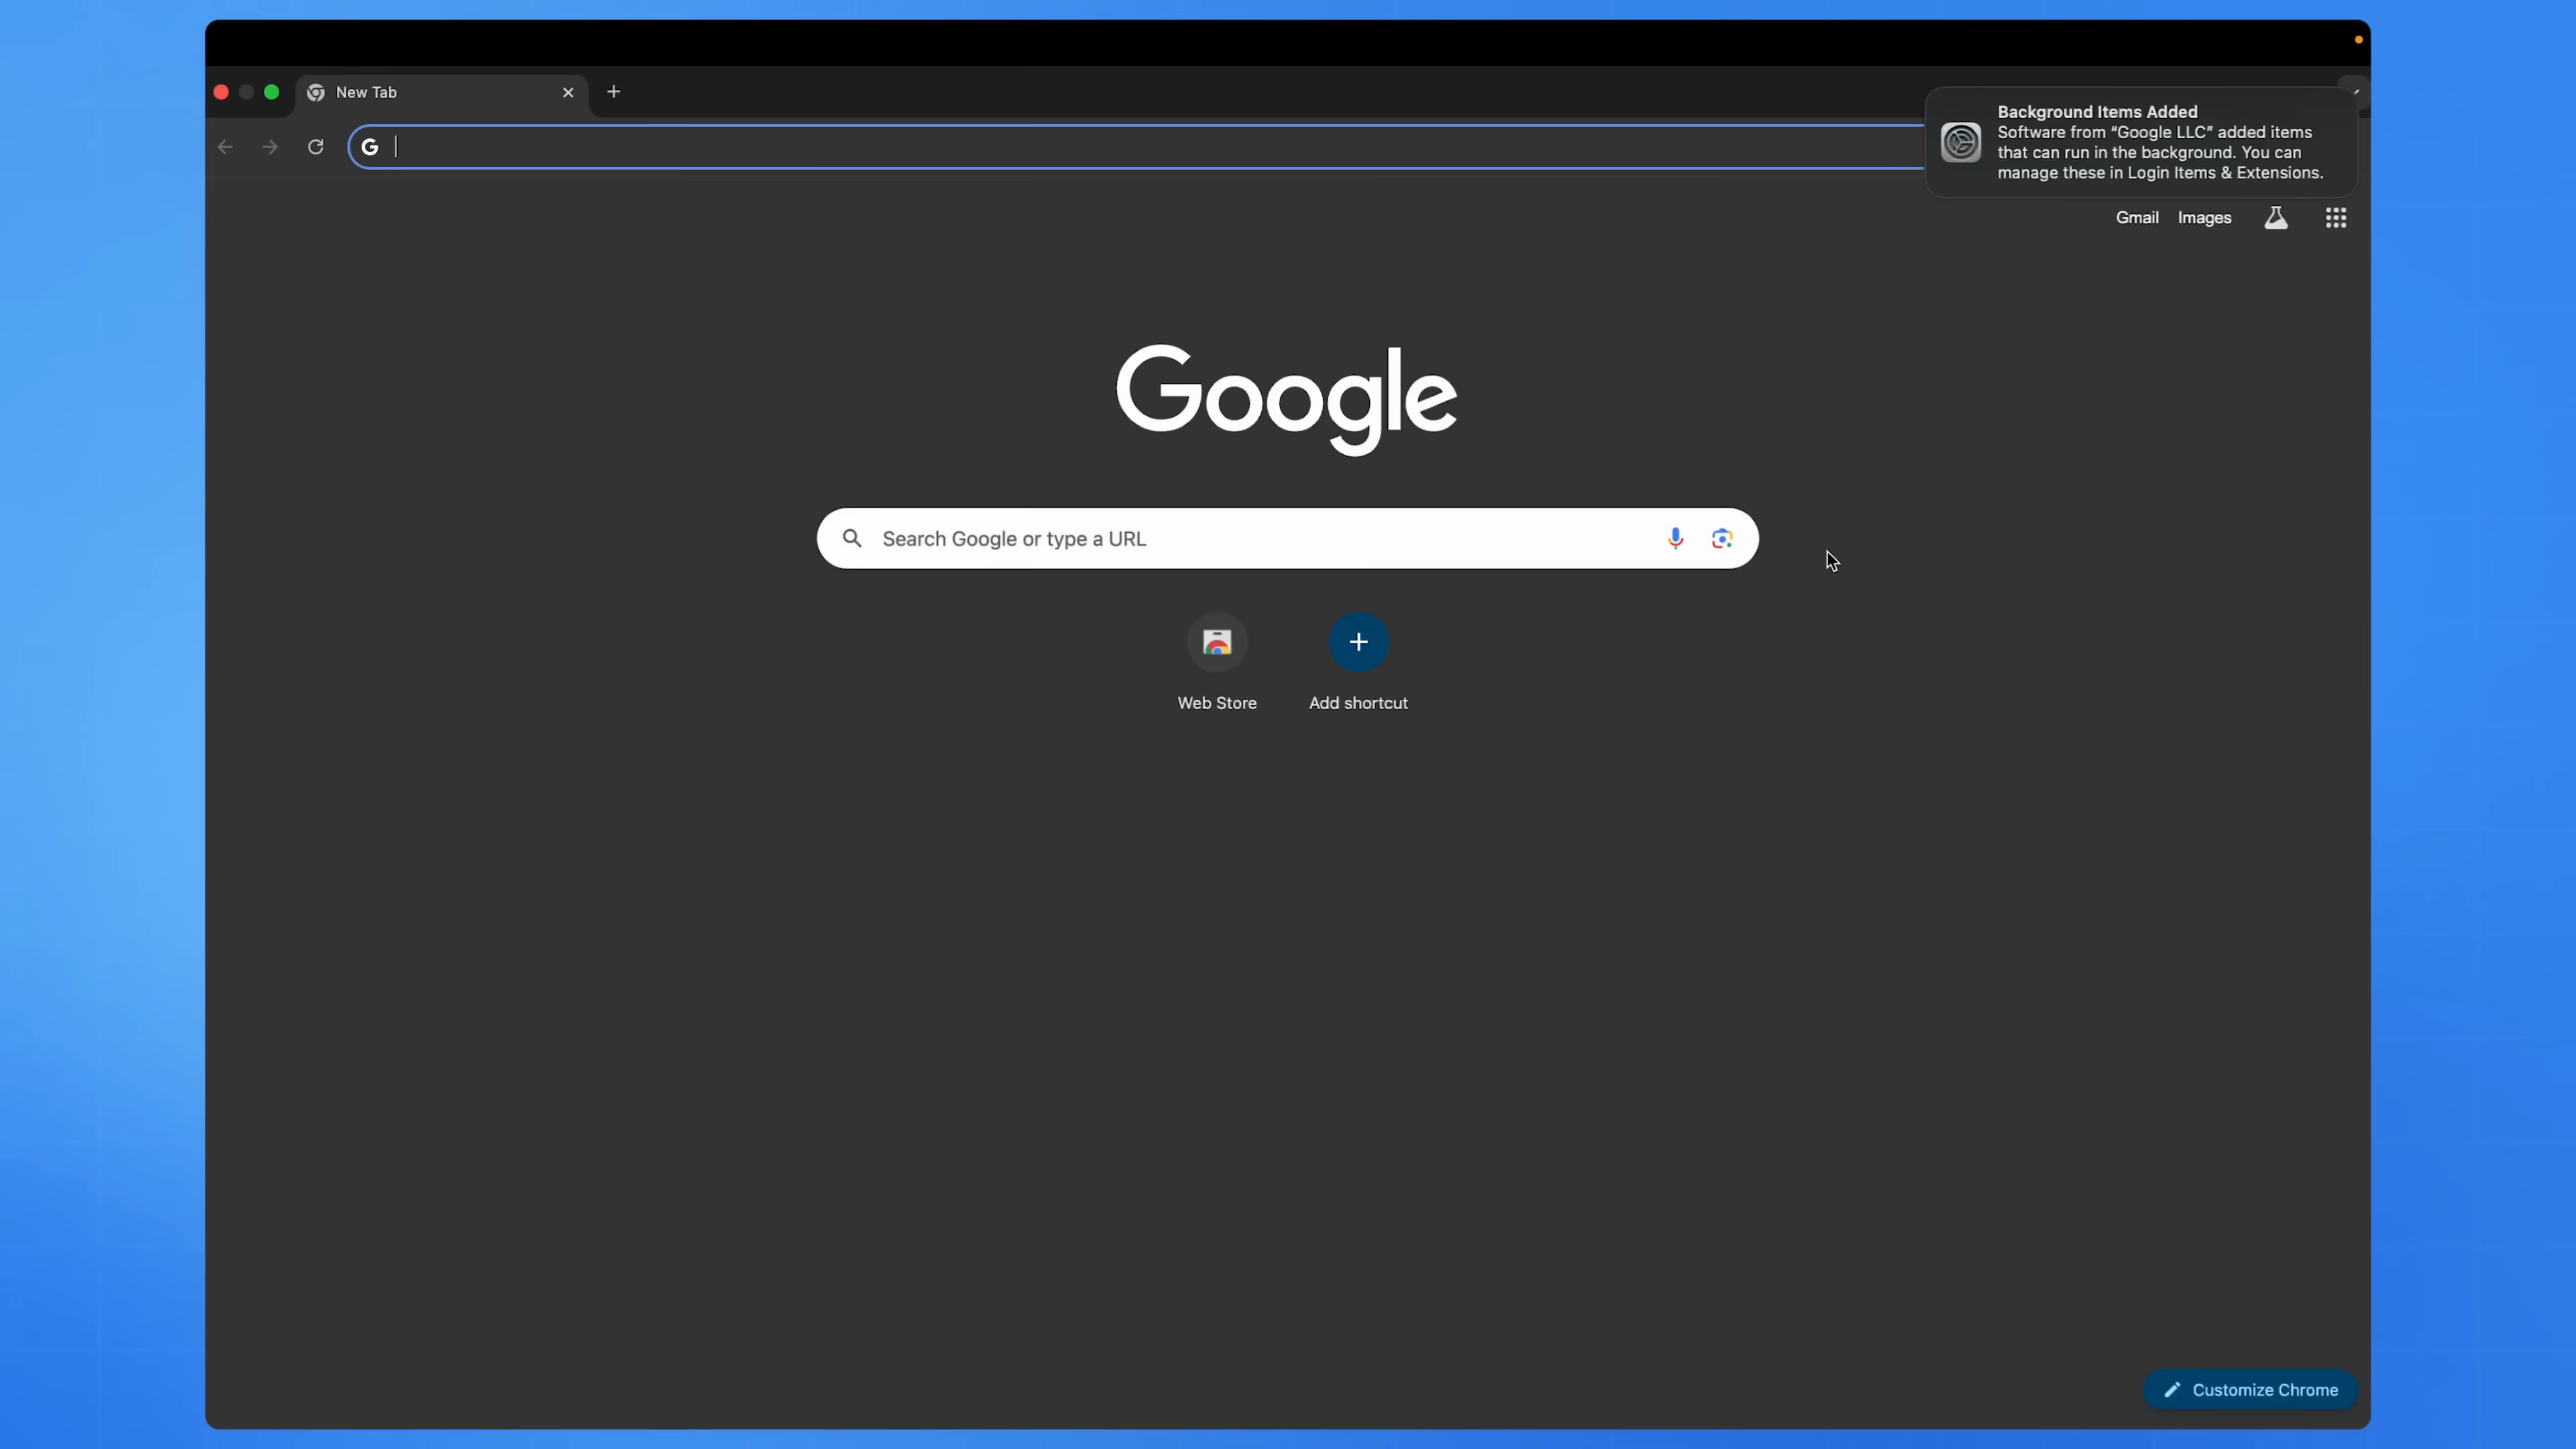 New Tab
Background Items Added
Software from “Google LLC” added items
that can run in the background. You can
manage these in Login Items & Extensions.
Gmail Images
Google
Search Google or type a URL
Web Store
Add shortcut
Customize Chrome